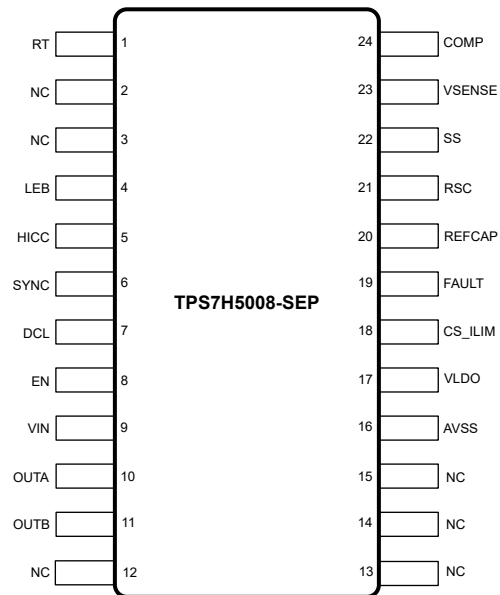 RT 1 24 COMP
NC 2 23 VSENSE
NC 3 22 SS
LEB 4 21 RSC
HICC 5 20 REFCAP
SYNC 6 19 FAULT
TPS7H5008-SEP
DCL 7 18 CS_ILIM
EN 8 17 VLDO
VIN 9 16 AVSS
OUTA 10 15 NC
OUTB 11 14 NC
NC 12 13 NC